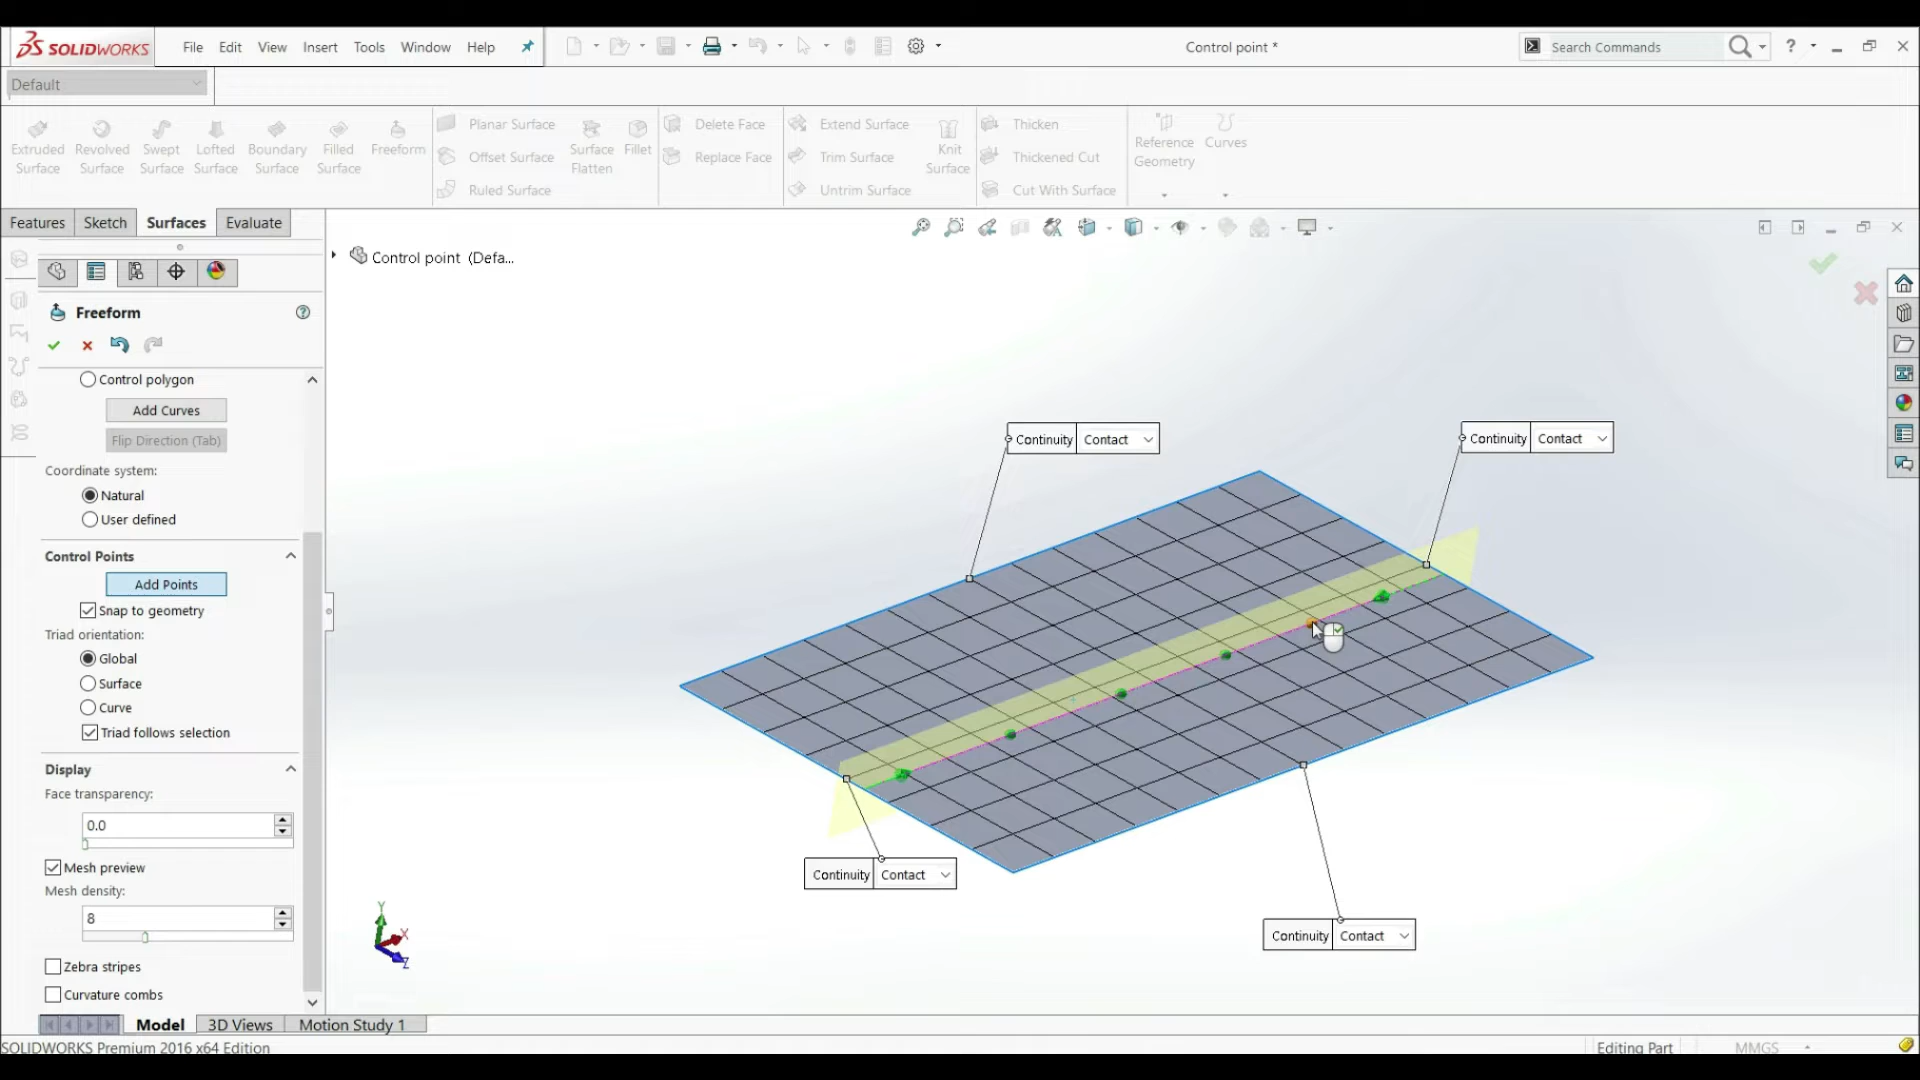 SOLIDWORKS File Edit View Insert Tools Window Help Control point * Search Commands ?
Default
Extruded Surface Revolved Surface Swept Surface Lofted Surface Boundary Surface Filled Surface Freeform
Planar Surface Offset Surface Ruled Surface
Surface Flatten Fillet
Delete Face Replace Face
Extend Surface Trim Surface Untrim Surface
Knit Surface
Thicken Thickened Cut Cut With Surface
Reference Geometry Curves
Features Sketch Surfaces Evaluate
Control point (Defa...
Freeform
Control polygon
Add Curves
Flip Direction (Tab)
Coordinate system:
Natural
User defined
Control Points
Add Points
Snap to geometry
Triad orientation:
Global
Surface
Curve
Triad follows selection
Display
Face transparency:
0.0
Mesh preview
Mesh density:
8
Zebra stripes
Curvature combs
Continuity Contact
Continuity Contact
Continuity Contact
Continuity Contact
Y
X
Z
Model 3D Views Motion Study 1
SOLIDWORKS Premium 2016 x64 Edition Editing Part MMGS